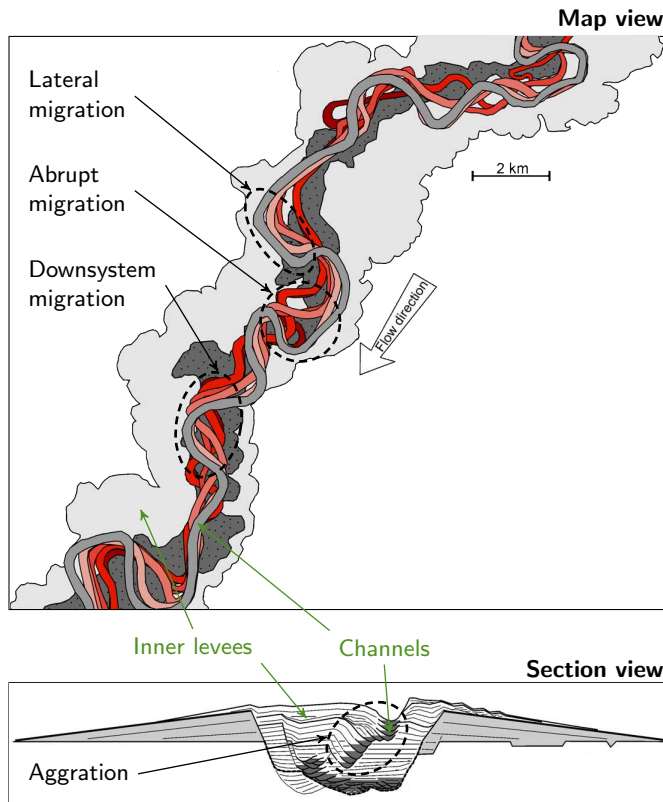 Map view
Lateral
migration
Abrupt
migration
Downsystem
migration
2 km
Flow direction
Inner levees
Channels
Section view
Aggration